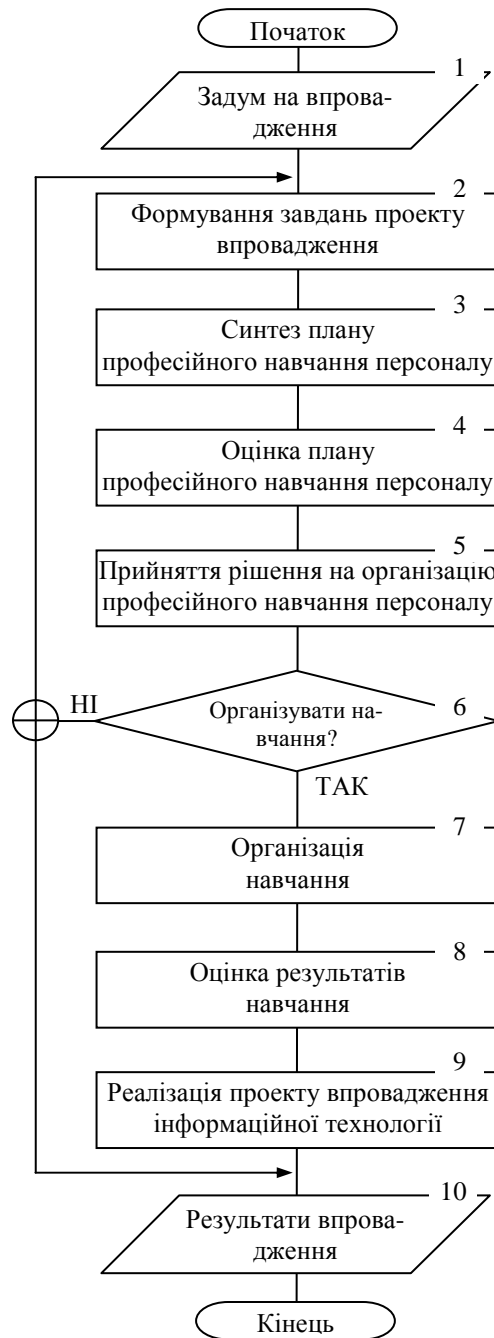 Початок
1
Задум на впрова-
дження
2
Формування завдань проекту
впровадження
3
Синтез плану
професійного навчання персоналу
4
Оцінка плану
професійного навчання персоналу
5
Прийняття рішення на організацію
професійного навчання персоналу
НІ
6
Організувати на-
вчання?
ТАК
7
Організація
навчання
8
Оцінка результатів
навчання
9
Реалізація проекту впровадження
інформаційної технології
10
Результати впрова-
дження
Кінець